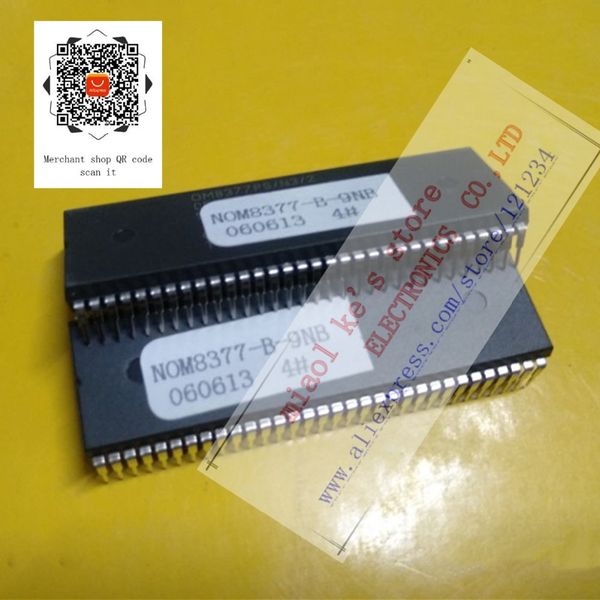 Merchant shop QR code
scan it
OM8377PS/N3/2
NOM8377-B-9NB
060613 4#
NOM8377-B-9NB
060613 4#
miaol ke's store
ELECTRONICS CO., LTD
www.aliexpress.com/store/121234